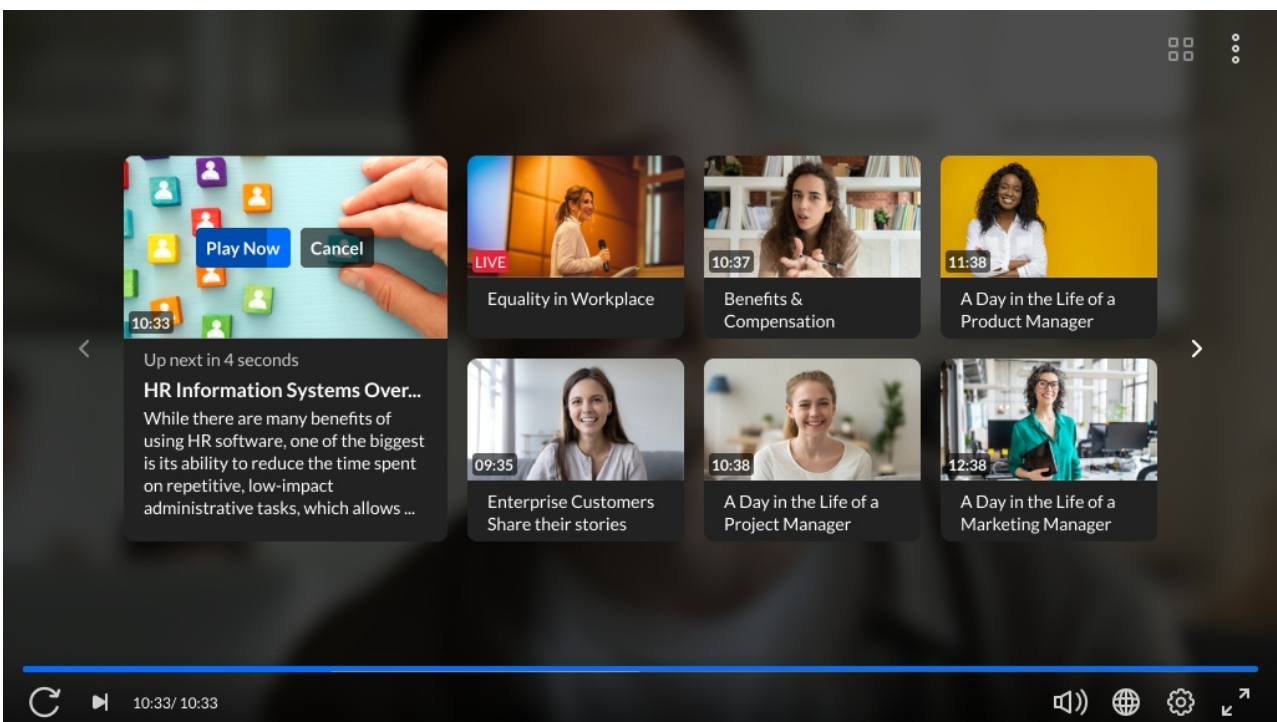 Play Now
Cancel
10:33
Up next in 4 seconds
HR Information Systems Over...
While there are many benefits of
using HR software, one of the biggest
is its ability to reduce the time spent
on repetitive, low-impact
administrative tasks, which allows ...
LIVE
Equality in Workplace
10:37
Benefits &
Compensation
11:38
A Day in the Life of a
Product Manager
09:35
Enterprise Customers
Share their stories
10:38
A Day in the Life of a
Project Manager
12:38
A Day in the Life of a
Marketing Manager
10:33/ 10:33